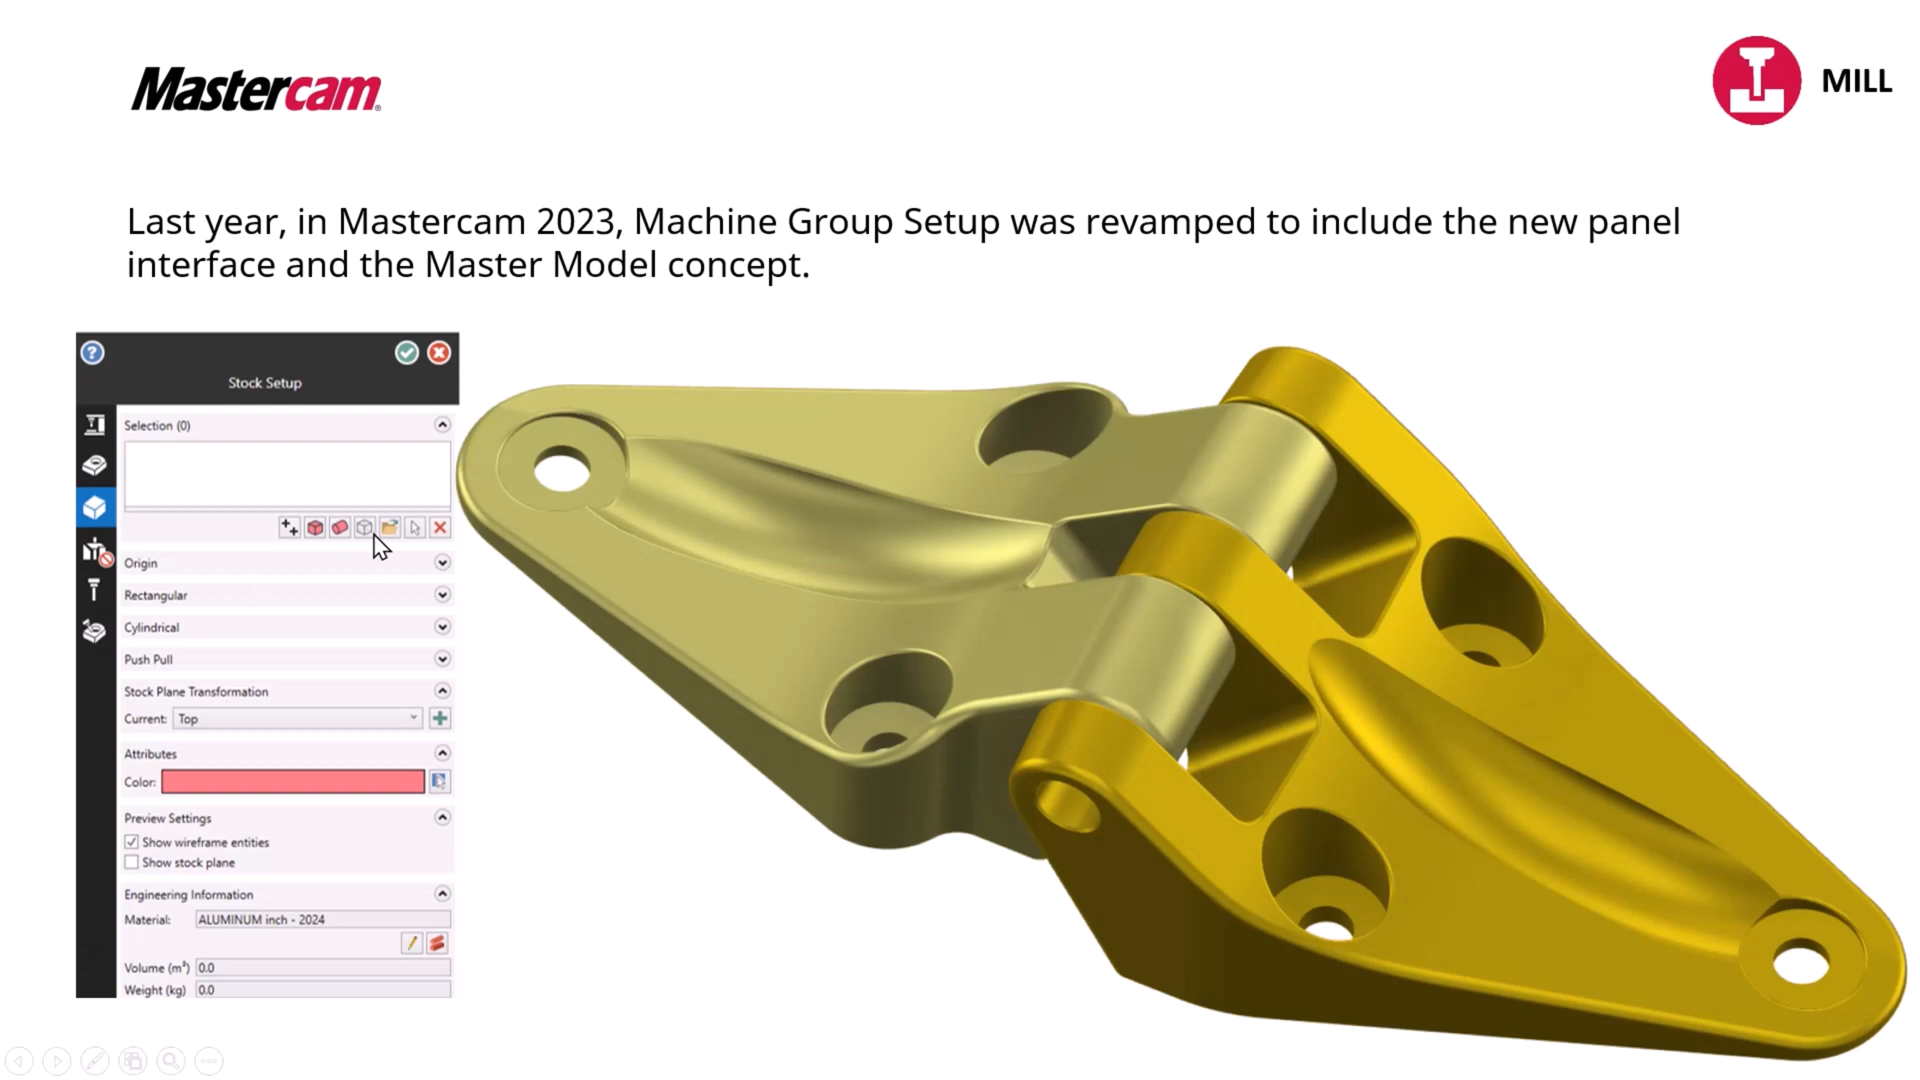 Mastercam
MILL
Last year, in Mastercam 2023, Machine Group Setup was revamped to include the new panel
interface and the Master Model concept.
Stock Setup
Selection (0)
Origin
Rectangular
Cylindrical
Push Pull
Stock Plane Transformation
Current: Top
Attributes
Color:
Preview Settings
Show wireframe entities
Show stock plane
Engineering Information
Material: ALUMINUM inch - 2024
Volume (m³) 0.0
Weight (kg) 0.0